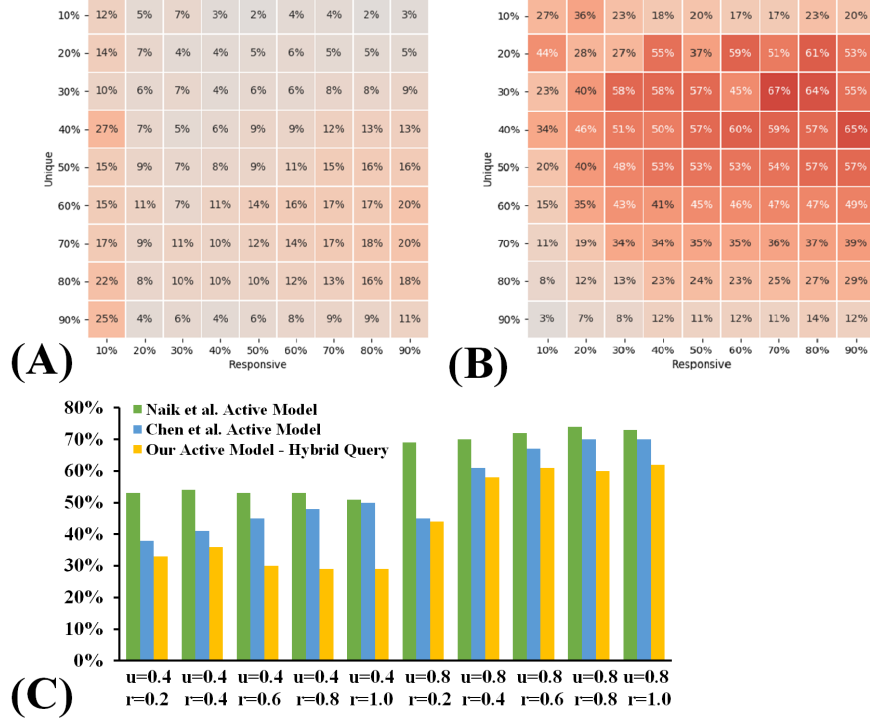 10% 12% 5% 7% 3% 2% 4% 4% 2% 3%
20% 14% 7% 4% 4% 5% 6% 5% 5% 5%
30% 10% 6% 7% 4% 6% 6% 8% 8% 9%
40% 27% 7% 5% 6% 9% 9% 12% 13% 13%
50% 15% 9% 7% 8% 9% 11% 15% 16% 16%
60% 15% 11% 7% 11% 14% 16% 17% 17% 20%
70% 17% 9% 11% 10% 12% 14% 17% 18% 20%
80% 22% 8% 10% 10% 10% 12% 13% 16% 18%
90% 25% 4% 6% 4% 6% 8% 9% 9% 11%
10% 20% 30% 40% 50% 60% 70% 80% 90%
Unique
Responsive
(A)
10% 27% 36% 23% 18% 20% 17% 17% 23% 20%
20% 44% 28% 27% 55% 37% 59% 51% 61% 53%
30% 23% 40% 58% 58% 57% 45% 67% 64% 55%
40% 34% 46% 51% 50% 57% 60% 59% 57% 65%
50% 20% 40% 48% 53% 53% 53% 54% 57% 57%
60% 15% 35% 43% 41% 45% 46% 47% 47% 49%
70% 11% 19% 34% 34% 35% 35% 36% 37% 39%
80% 8% 12% 13% 23% 24% 23% 25% 27% 29%
90% 3% 7% 8% 12% 11% 12% 11% 14% 12%
10% 20% 30% 40% 50% 60% 70% 80% 90%
Unique
Responsive
(B)
80%
70%
60%
50%
40%
30%
20%
10%
0%
Naik et al. Active Model
Chen et al. Active Model
Our Active Model - Hybrid Query
u=0.4 u=0.4 u=0.4 u=0.4 u=0.4 u=0.8 u=0.8 u=0.8 u=0.8 u=0.8
r=0.2 r=0.4 r=0.6 r=0.8 r=1.0 r=0.2 r=0.4 r=0.6 r=0.8 r=1.0
(C)